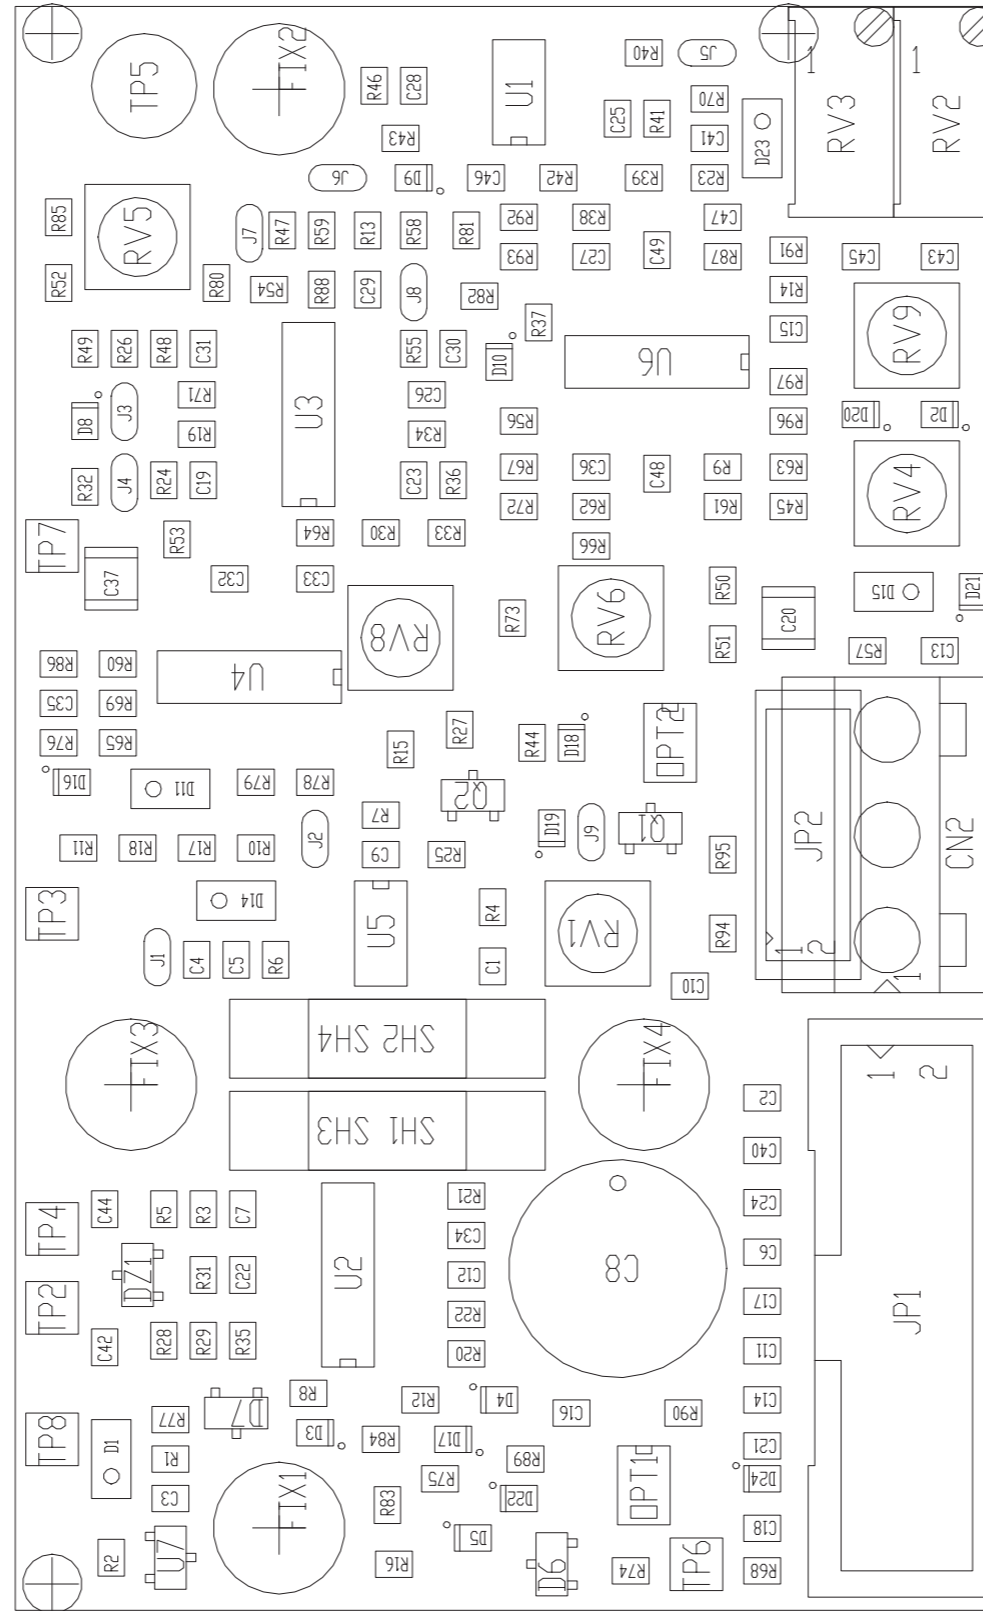 R40 J5
TP5 FIX2 R46 C28 U1 C25 R41 R70 1 RV3 1 RV2
R43 C41 D23
J6 D9 C46 R42 R39 R23
R85 RV5 J7 R47 R59 R13 R58 R81 R92 R38 C47
R93 C27 C49 R87 R91 C45 C43
R52 R80 R54 R88 C29 J8 R82 R14
R37 C15 RV9
R49 R26 R48 C31 U3 R55 C30 D10 U6
R71 C26 R97
D8 J3 R19 R34 R56 R96 D20 D2
R32 J4 R24 C19 C23 R36 R67 C36 C48 R9 R63 RV4
R72 R62 R61 R45
TP7 R53 R64 R30 R33 R66
C37 C32 C33 R50 D15 D21
RV8 R73 RV6 C20
R86 R60 U4 R51 R57 C13
C35 R69
R76 R65 R15 R27 R44 D18 OPT2
D16 D11 R79 R78 Q2
R7 D19 J9 Q1 JP2 CN2
R11 R18 R17 R10 J2 C9 R25 R95
TP3 D14 U5 R4 RV1 R94
J1 C4 C5 R6 C1 C10 1 2 1
SH2 SH4
FIX3 FIX4 1 2
SH1 SH3 C2
C40
TP4 C44 R5 R3 C7 U2 R21 C24
C34 C8 C6
DZ1 R31 C22 C12
TP2 R22 C17 JP1
C42 R28 R29 R35 R20 C11
R8 R12 D4 C14
R77 D7 C16 R90
TP8 D1 R1 D3 R84 D17 R89 C21
C3 FIX1 R75 OPT1 D24
R83 D22
U7 D5 C18
R2 R16 D6 R74 TP6 R68